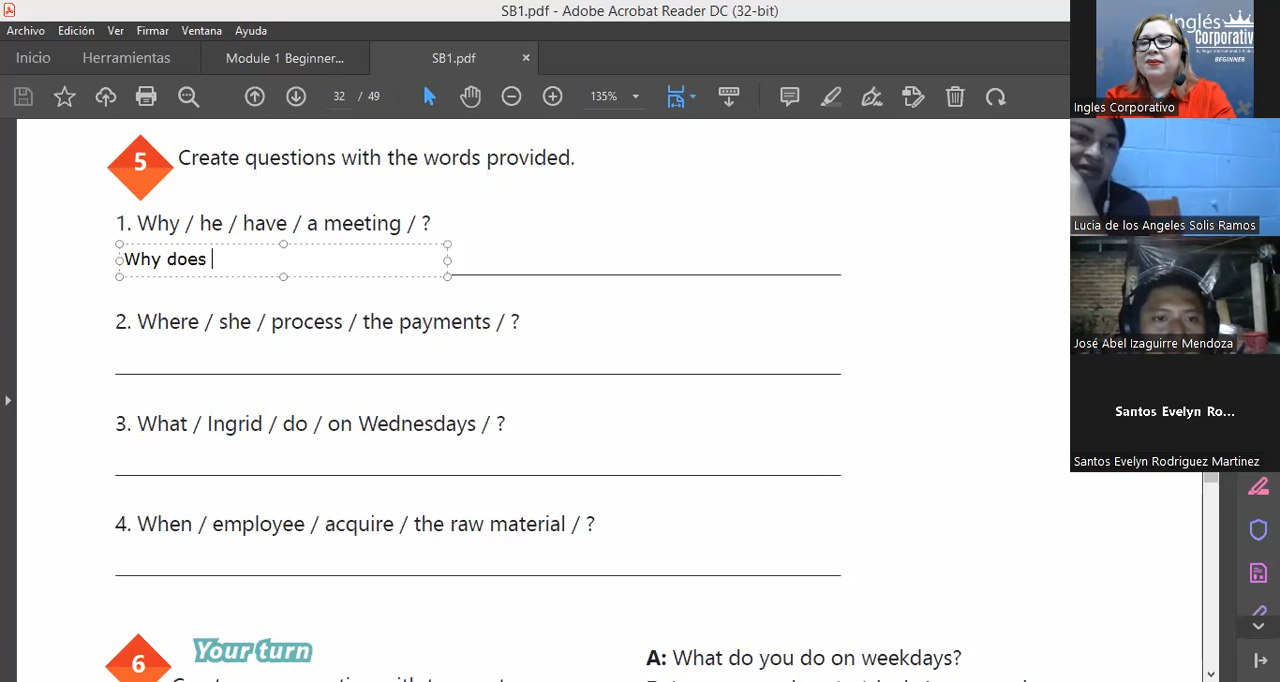 SB1.pdf - Adobe Acrobat Reader DC (32-bit)
Archivo Edición Ver Firmar Ventana Ayuda
Inicio Herramientas Module 1 Beginner... SB1.pdf ×
32 / 49 135%
5 Create questions with the words provided.
1. Why / he / have / a meeting / ?
Why does
2. Where / she / process / the payments / ?
3. What / Ingrid / do / on Wednesdays / ?
4. When / employee / acquire / the raw material / ?
6 Your turn
A: What do you do on weekdays?
Inglés
Corporativo
BEGINNER
Ingles Corporativo
Lucia de los Angeles Solis Ramos
José Abel Izaguirre Mendoza
Santos Evelyn Ro...
Santos Evelyn Rodriguez Martinez